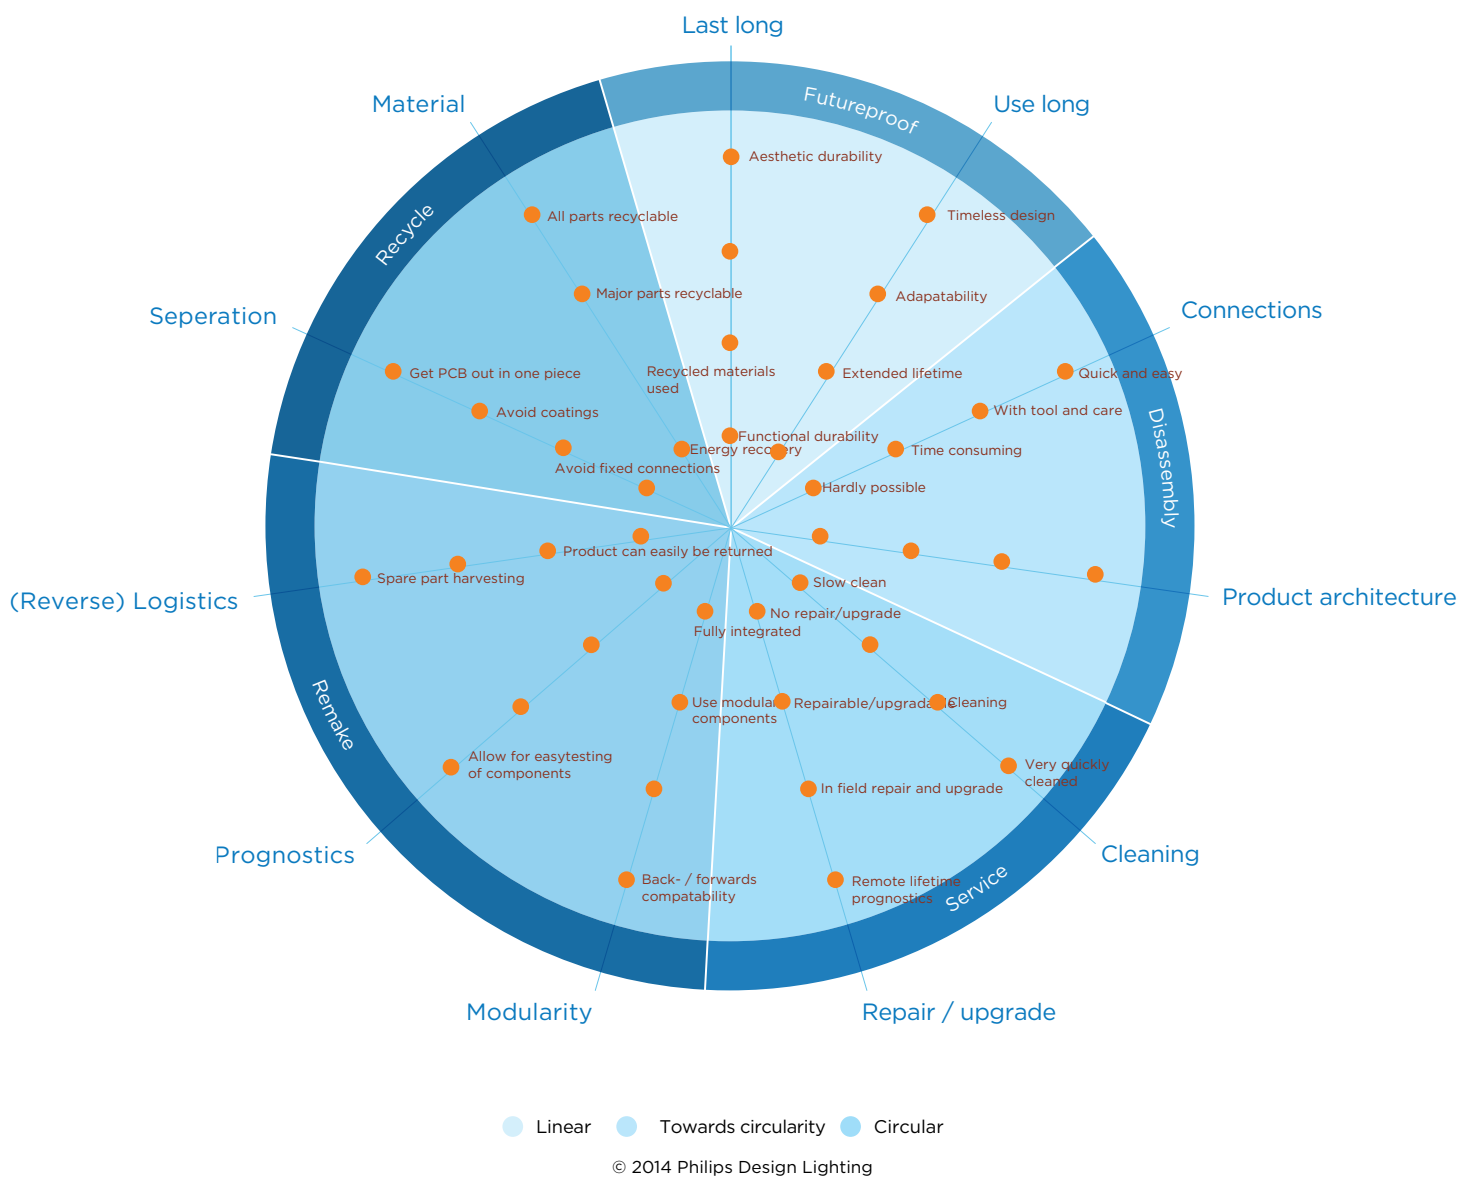 Last long
Material
Use long
Futureproof
Aesthetic durability
Recycle
All parts recyclable
Timeless design
Major parts recyclable
Adapatability
Seperation
Connections
Get PCB out in one piece
Recycled materials
used
Extended lifetime
Quick and easy
Avoid coatings
With tool and care
Disassembly
Functional durability
Energy recovery
Time consuming
Avoid fixed connections
Hardly possible
Product can easily be returned
Spare part harvesting
Slow clean
(Reverse) Logistics
Product architecture
No repair/upgrade
Fully integrated
Remake
Use modular
components
Repairable/upgradable
Cleaning
Allow for easytesting
of components
Very quickly
cleaned
In field repair and upgrade
Prognostics
Cleaning
Service
Back- / forwards
compatability
Remote lifetime
prognostics
Modularity
Repair / upgrade
Linear
Towards circularity
Circular
© 2014 Philips Design Lighting